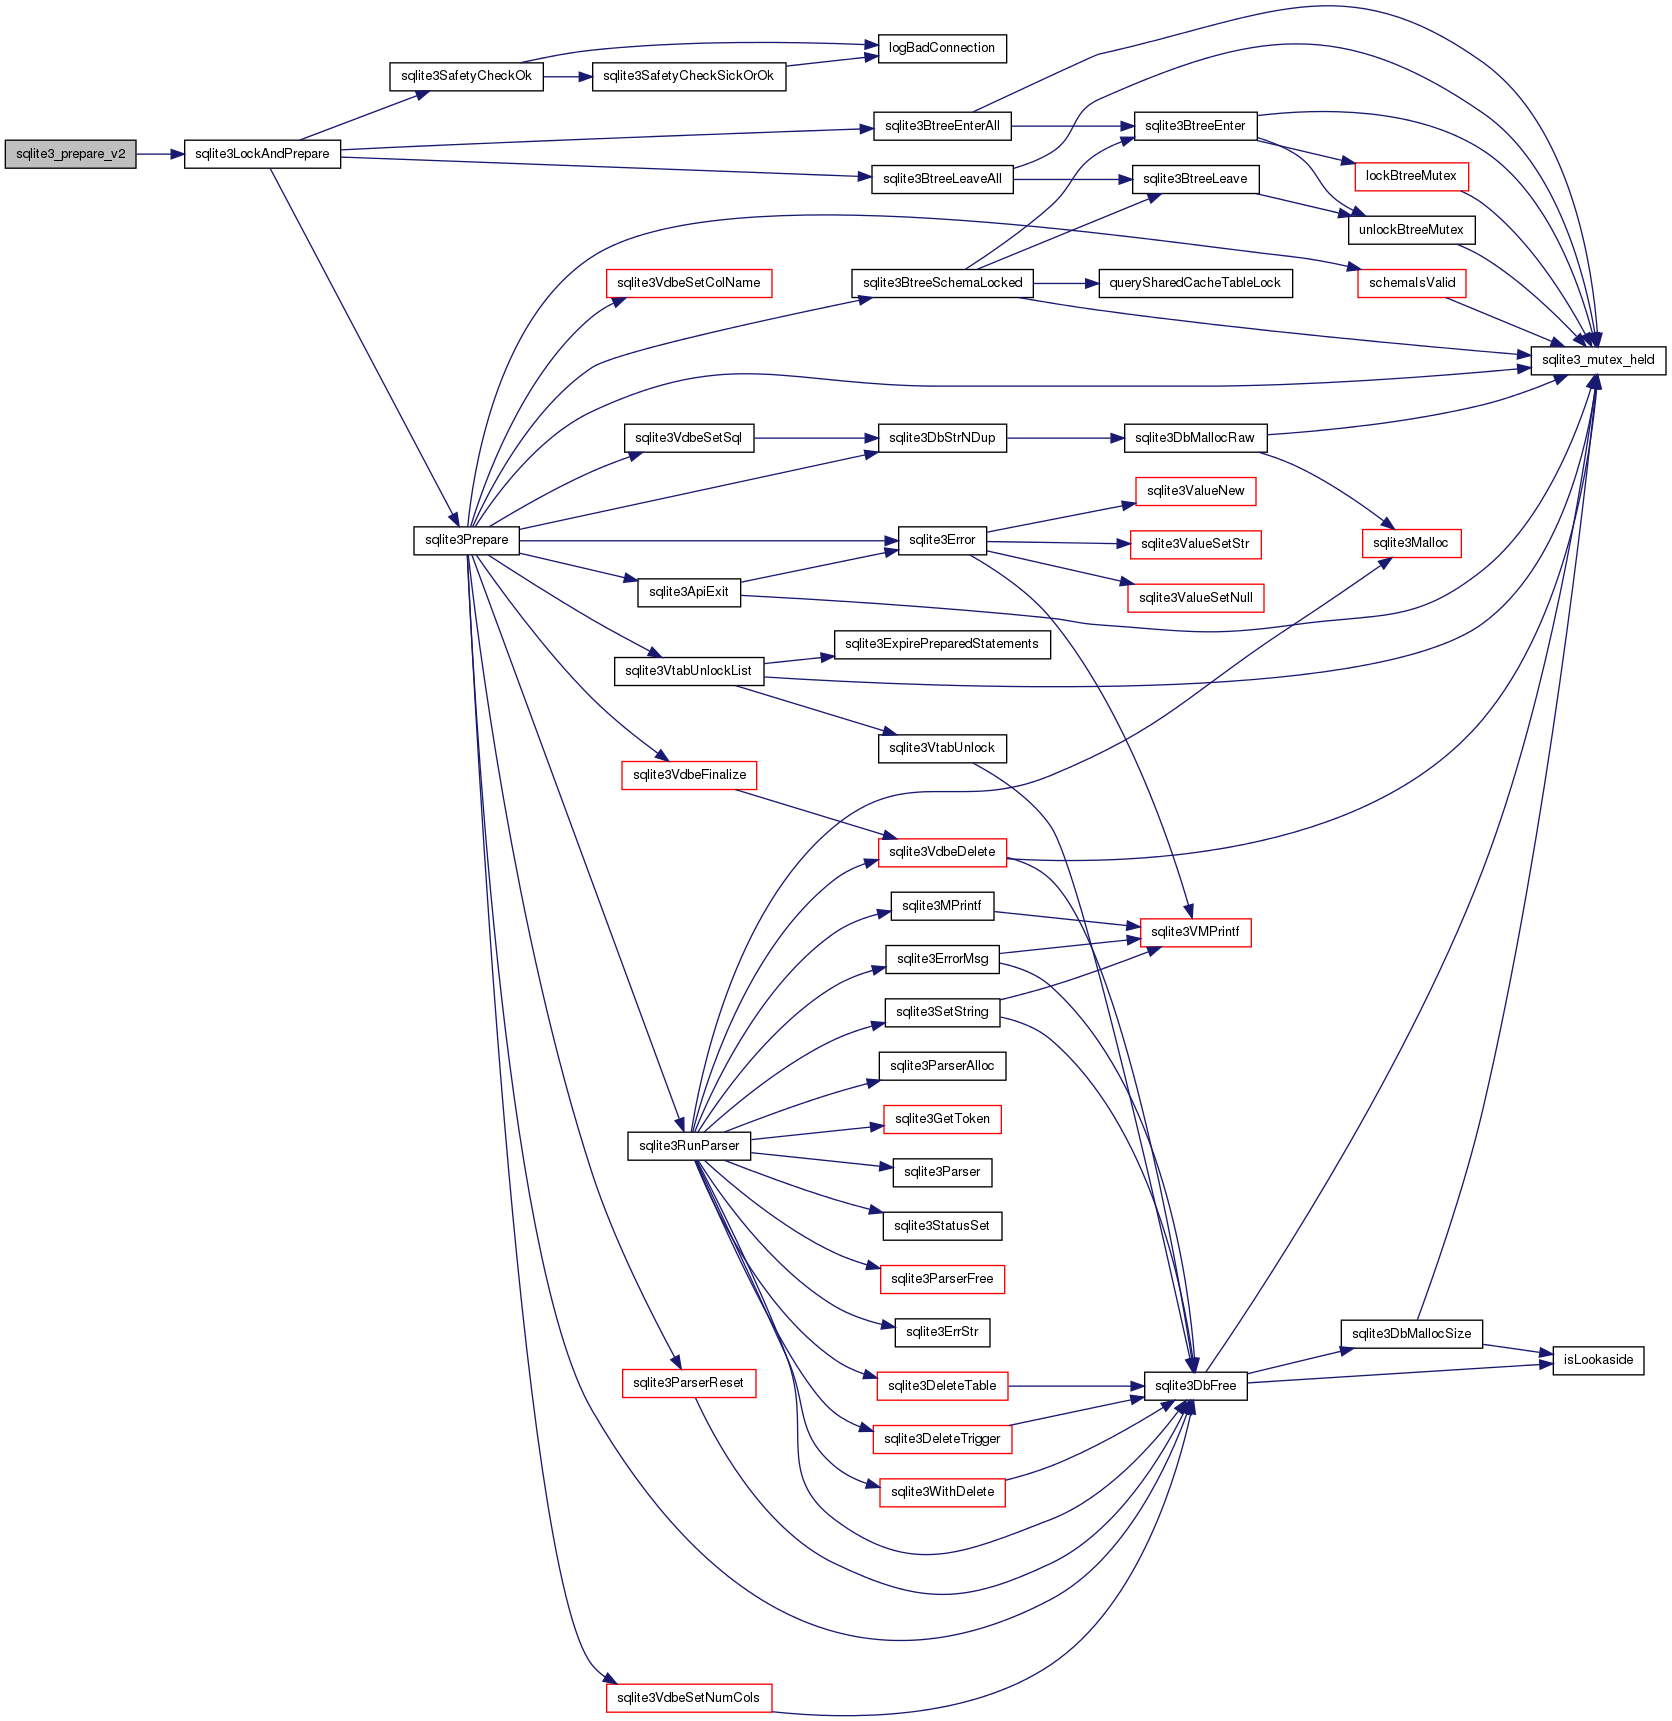 logBadConnection
sqlite3SafetyCheckOk
sqlite3SafetyCheckSickOrOk
sqlite3BtreeEnterAll
sqlite3BtreeEnter
sqlite3_prepare_v2
sqlite3LockAndPrepare
lockBtreeMutex
sqlite3BtreeLeaveAll
sqlite3BtreeLeave
unlockBtreeMutex
sqlite3VdbeSetColName
sqlite3BtreeSchemaLocked
querySharedCacheTableLock
schemaIsValid
sqlite3_mutex_held
sqlite3VdbeSetSql
sqlite3DbStrNDup
sqlite3DbMallocRaw
sqlite3ValueNew
sqlite3Prepare
sqlite3Error
sqlite3ValueSetStr
sqlite3Malloc
sqlite3ApiExit
sqlite3ValueSetNull
sqlite3ExpirePreparedStatements
sqlite3VtabUnlockList
sqlite3VtabUnlock
sqlite3VdbeFinalize
sqlite3VdbeDelete
sqlite3MPrintf
sqlite3VMPrintf
sqlite3ErrorMsg
sqlite3SetString
sqlite3ParserAlloc
sqlite3GetToken
sqlite3RunParser
sqlite3Parser
sqlite3StatusSet
sqlite3ParserFree
sqlite3ErrStr
sqlite3DbMallocSize
isLookaside
sqlite3ParserReset
sqlite3DeleteTable
sqlite3DbFree
sqlite3DeleteTrigger
sqlite3WithDelete
sqlite3VdbeSetNumCols